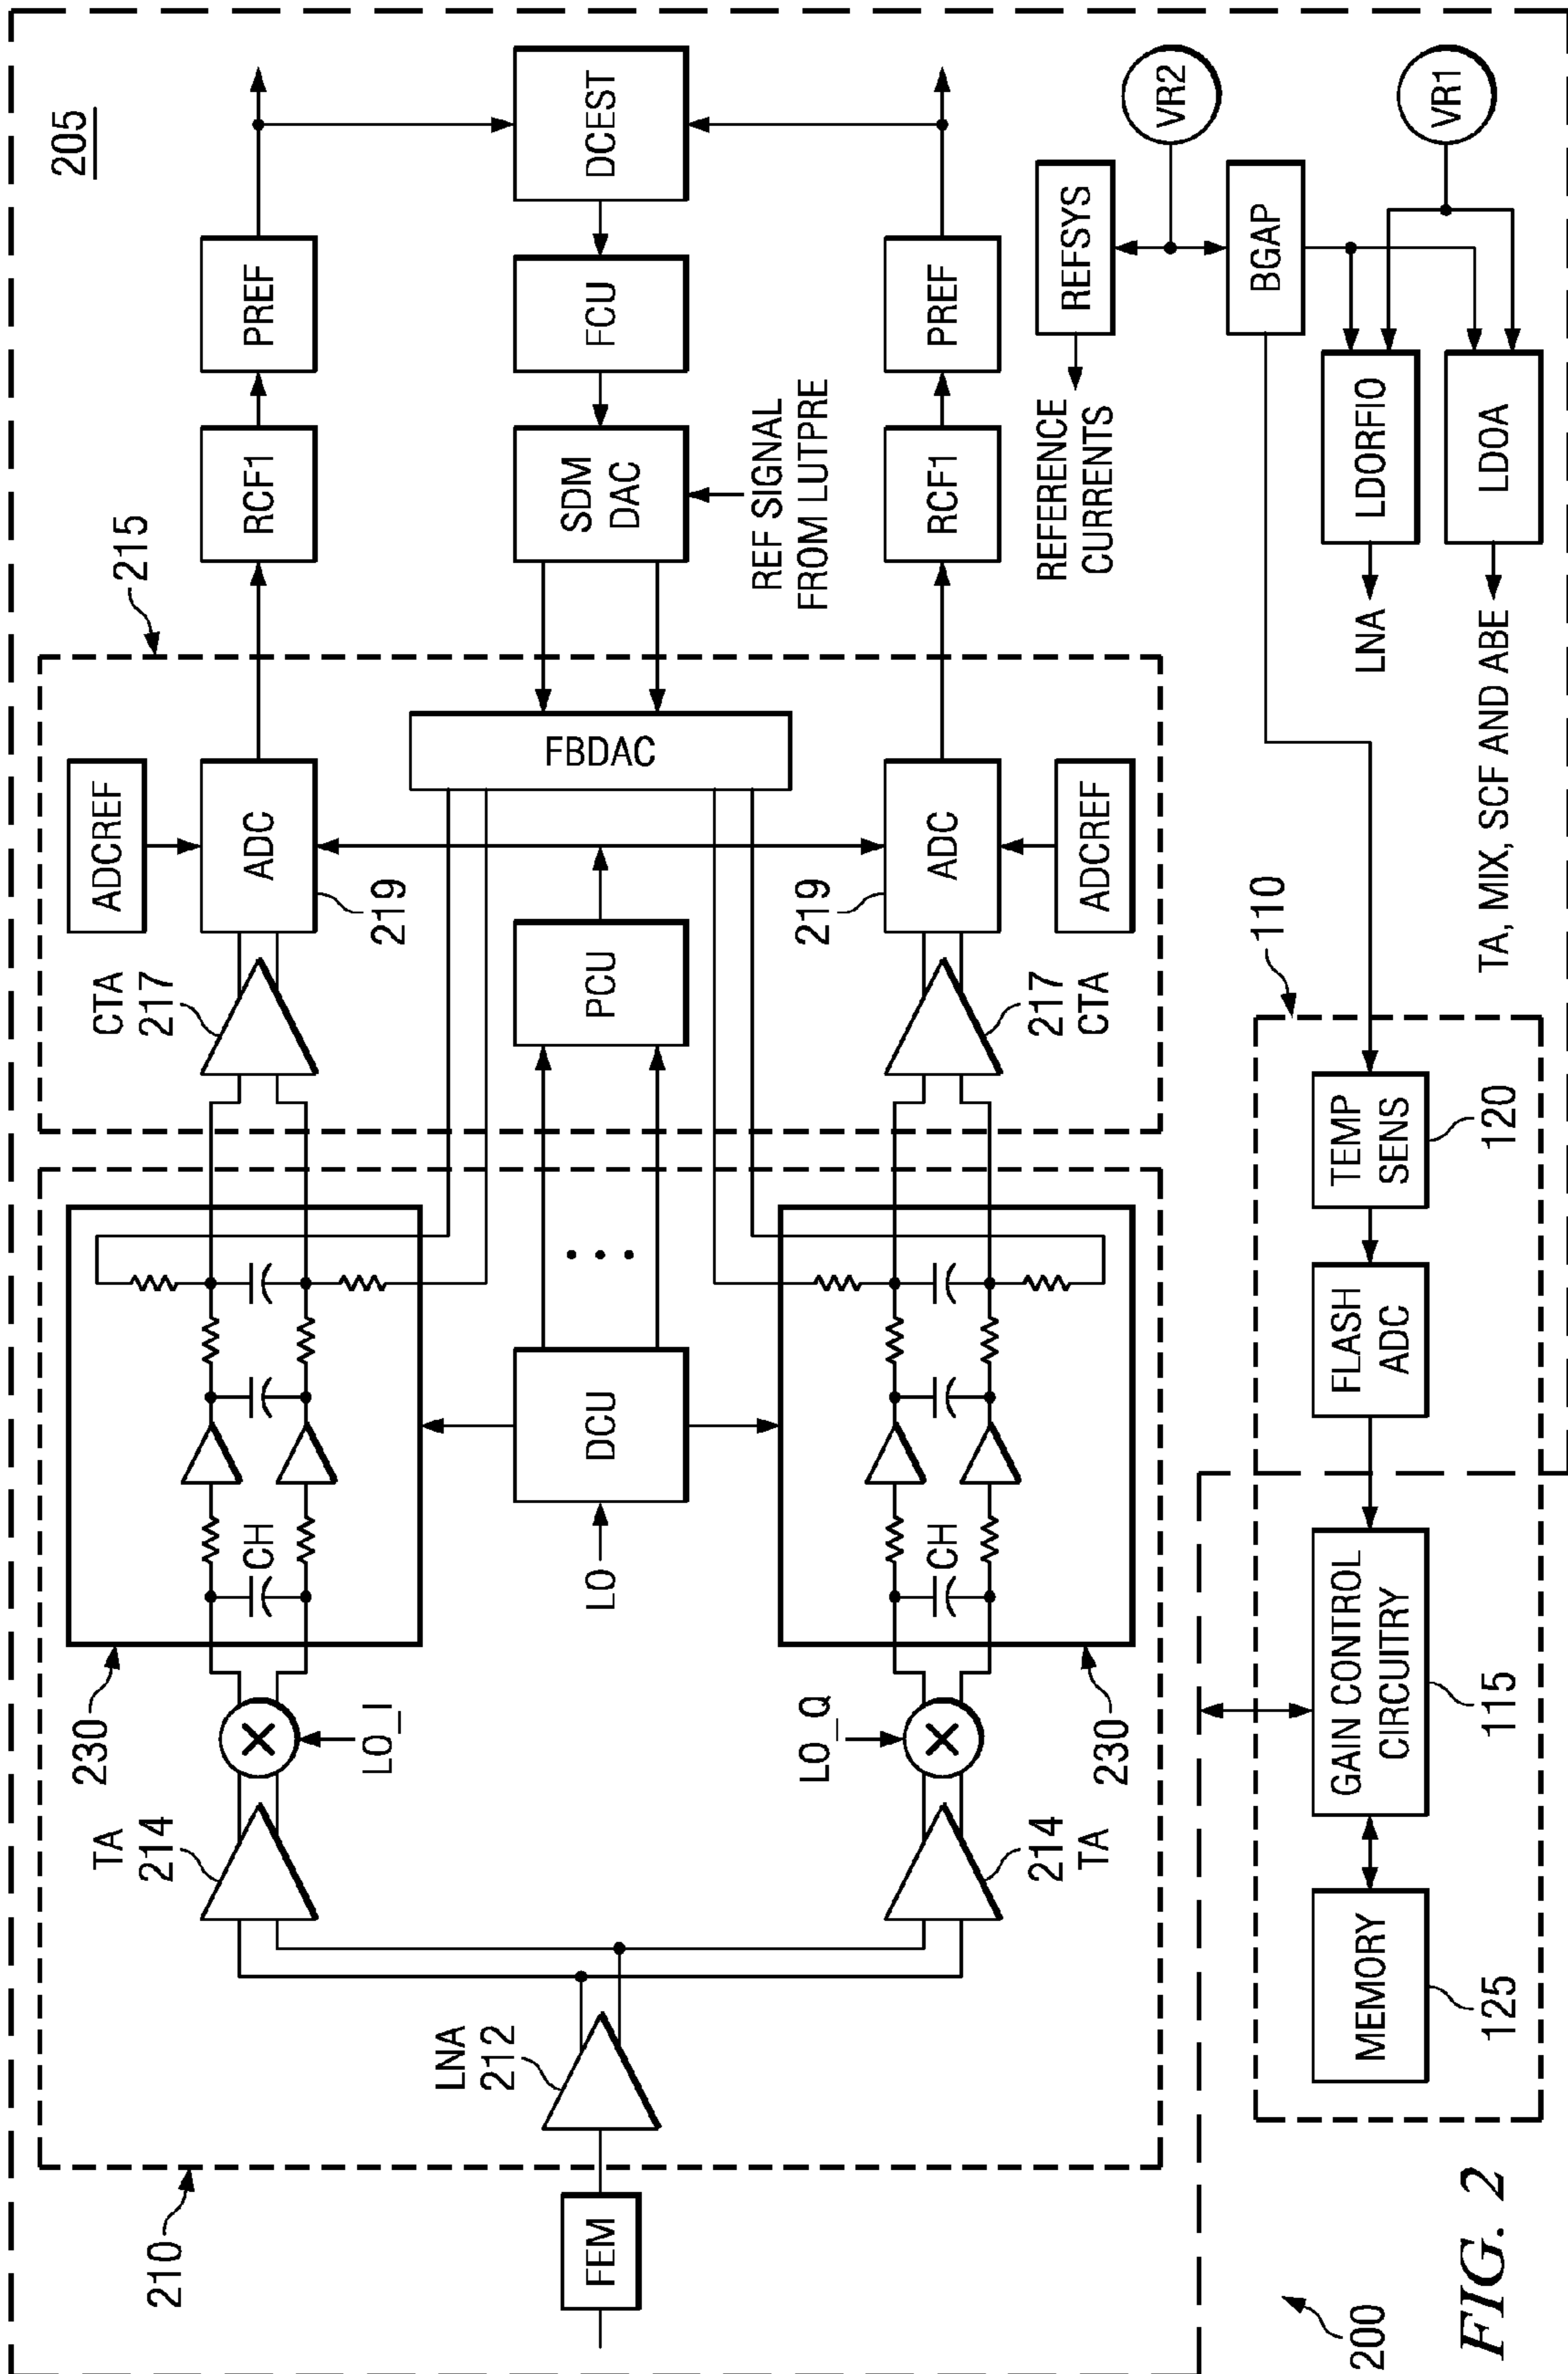 205
215
ADCREF
CTA
217
ADC
219
RCF1
PREF
210
230
TA
214
LO_I
CH
FEM
LNA
212
LO
DCU
PCU
FBDAC
SDM
DAC
FCU
DCEST
REF SIGNAL
FROM LUTPRE
LO_Q
CH
TA
214
230
217
CTA
219
ADC
ADCREF
RCF1
PREF
REFERENCE
CURRENTS
REFSYS
VR2
BGAP
VR1
LDORFIO
LNA
LDOA
TA, MIX, SCF AND ABE
110
TEMP
SENS
120
FLASH
ADC
GAIN CONTROL
CIRCUITRY
115
MEMORY
125
200
FIG. 2